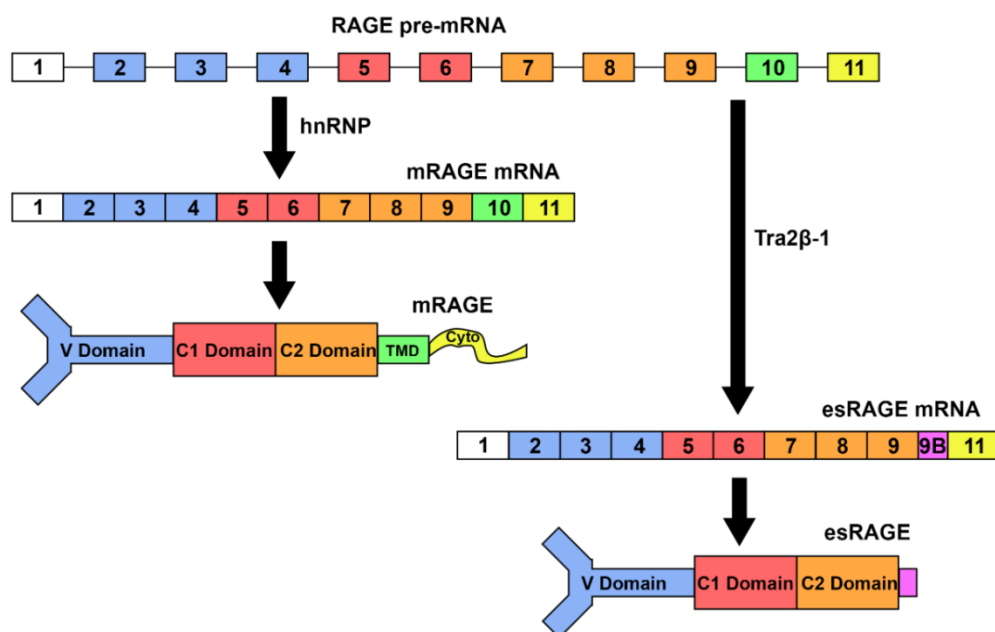 RAGE pre-mRNA
1 2 3 4 5 6 7 8 9 10 11
hnRNP
mRAGE mRNA
1 2 3 4 5 6 7 8 9 10 11
Tra2β-1
mRAGE
V Domain C1 Domain C2 Domain TMD Cyto
esRAGE mRNA
1 2 3 4 5 6 7 8 9 9B 11
esRAGE
V Domain C1 Domain C2 Domain